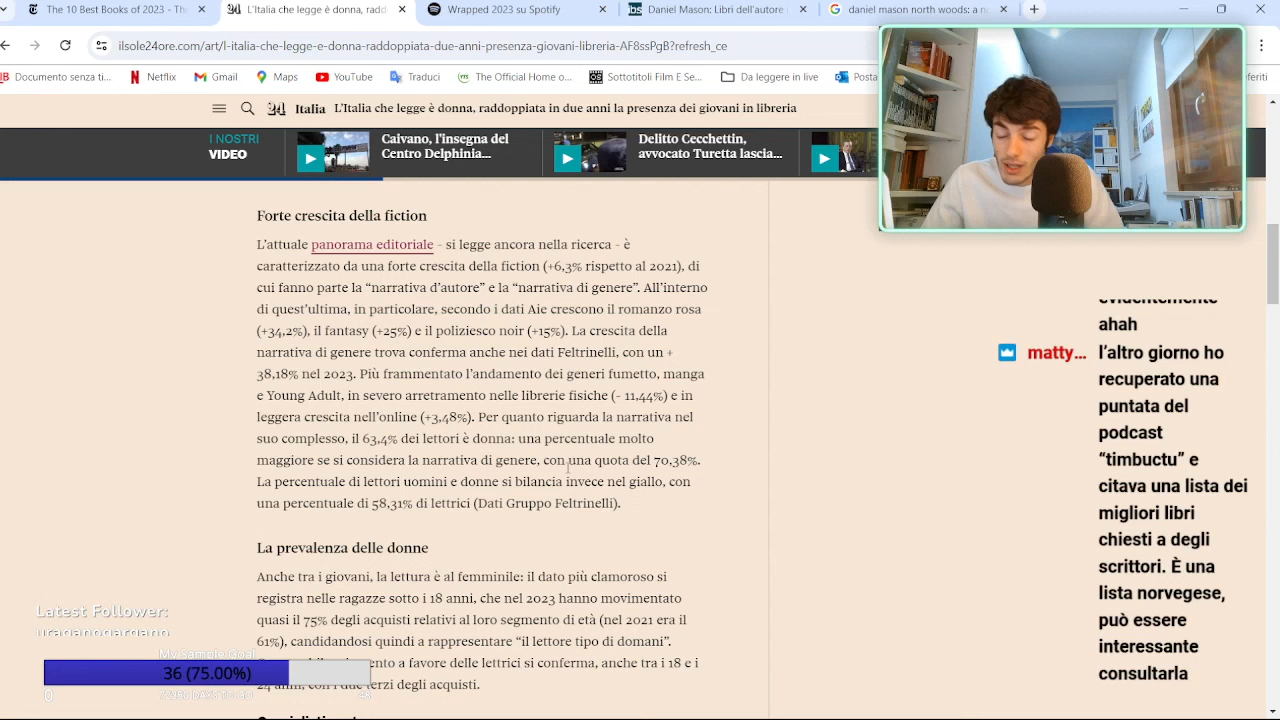 The 10 Best Books of 2023 - The
L'Italia che legge è donna, radd
Wrapped 2023 su Spotify
Daniel Mason: Libri dell'autore i
daniel mason north woods: a n
ilsole24ore.com/art/l-italia-che-legge-e-donna-raddoppiata-due-anni-presenza-giovani-libreria-AF8ssPgB?refresh_ce
Documento senza ti...
Netflix
Gmail
Maps
YouTube
Traduci
The Official Home o...
Sottotitoli Film E Se...
Da leggere in live
Posta
Italia L'Italia che legge è donna, raddoppiata in due anni la presenza dei giovani in libreria
I NOSTRI
VIDEO
Caivano, l'insegna del
Centro Delphinia...
Delitto Cecchettin,
avvocato Turetta lascia...
Forte crescita della fiction
L'attuale panorama editoriale - si legge ancora nella ricerca - è
caratterizzato da una forte crescita della fiction (+6,3% rispetto al 2021), di
cui fanno parte la “narrativa d'autore” e la “narrativa di genere”. All'interno
di quest'ultima, in particolare, secondo i dati Aie crescono il romanzo rosa
(+34,2%), il fantasy (+25%) e il poliziesco noir (+15%). La crescita della
narrativa di genere trova conferma anche nei dati Feltrinelli, con un +
38,18% nel 2023. Più frammentato l'andamento dei generi fumetto, manga
e Young Adult, in severo arretramento nelle librerie fisiche (- 11,44%) e in
leggera crescita nell'online (+3,48%). Per quanto riguarda la narrativa nel
suo complesso, il 63,4% dei lettori è donna: una percentuale molto
maggiore se si considera la narrativa di genere, con una quota del 70,38%.
La percentuale di lettori uomini e donne si bilancia invece nel giallo, con
una percentuale di 58,31% di lettrici (Dati Gruppo Feltrinelli).
La prevalenza delle donne
Anche tra i giovani, la lettura è al femminile: il dato più clamoroso si
registra nelle ragazze sotto i 18 anni, che nel 2023 hanno movimentato
quasi il 75% degli acquisti relativi al loro segmento di età (nel 2021 era il
61%), candidandosi quindi a rappresentare “il lettore tipo di domani”.
a favore delle lettrici si conferma, anche tra i 18 e i
24 anni, con i due terzi degli acquisti.
Latest Follower:
My Sample Goal
36 (75.00%)
0
48
evidentemente
ahah
matty... l'altro giorno ho
recuperato una
puntata del
podcast
“timbuctu” e
citava una lista dei
migliori libri
chiesti a degli
scrittori. È una
lista norvegese,
può essere
interessante
consultarla